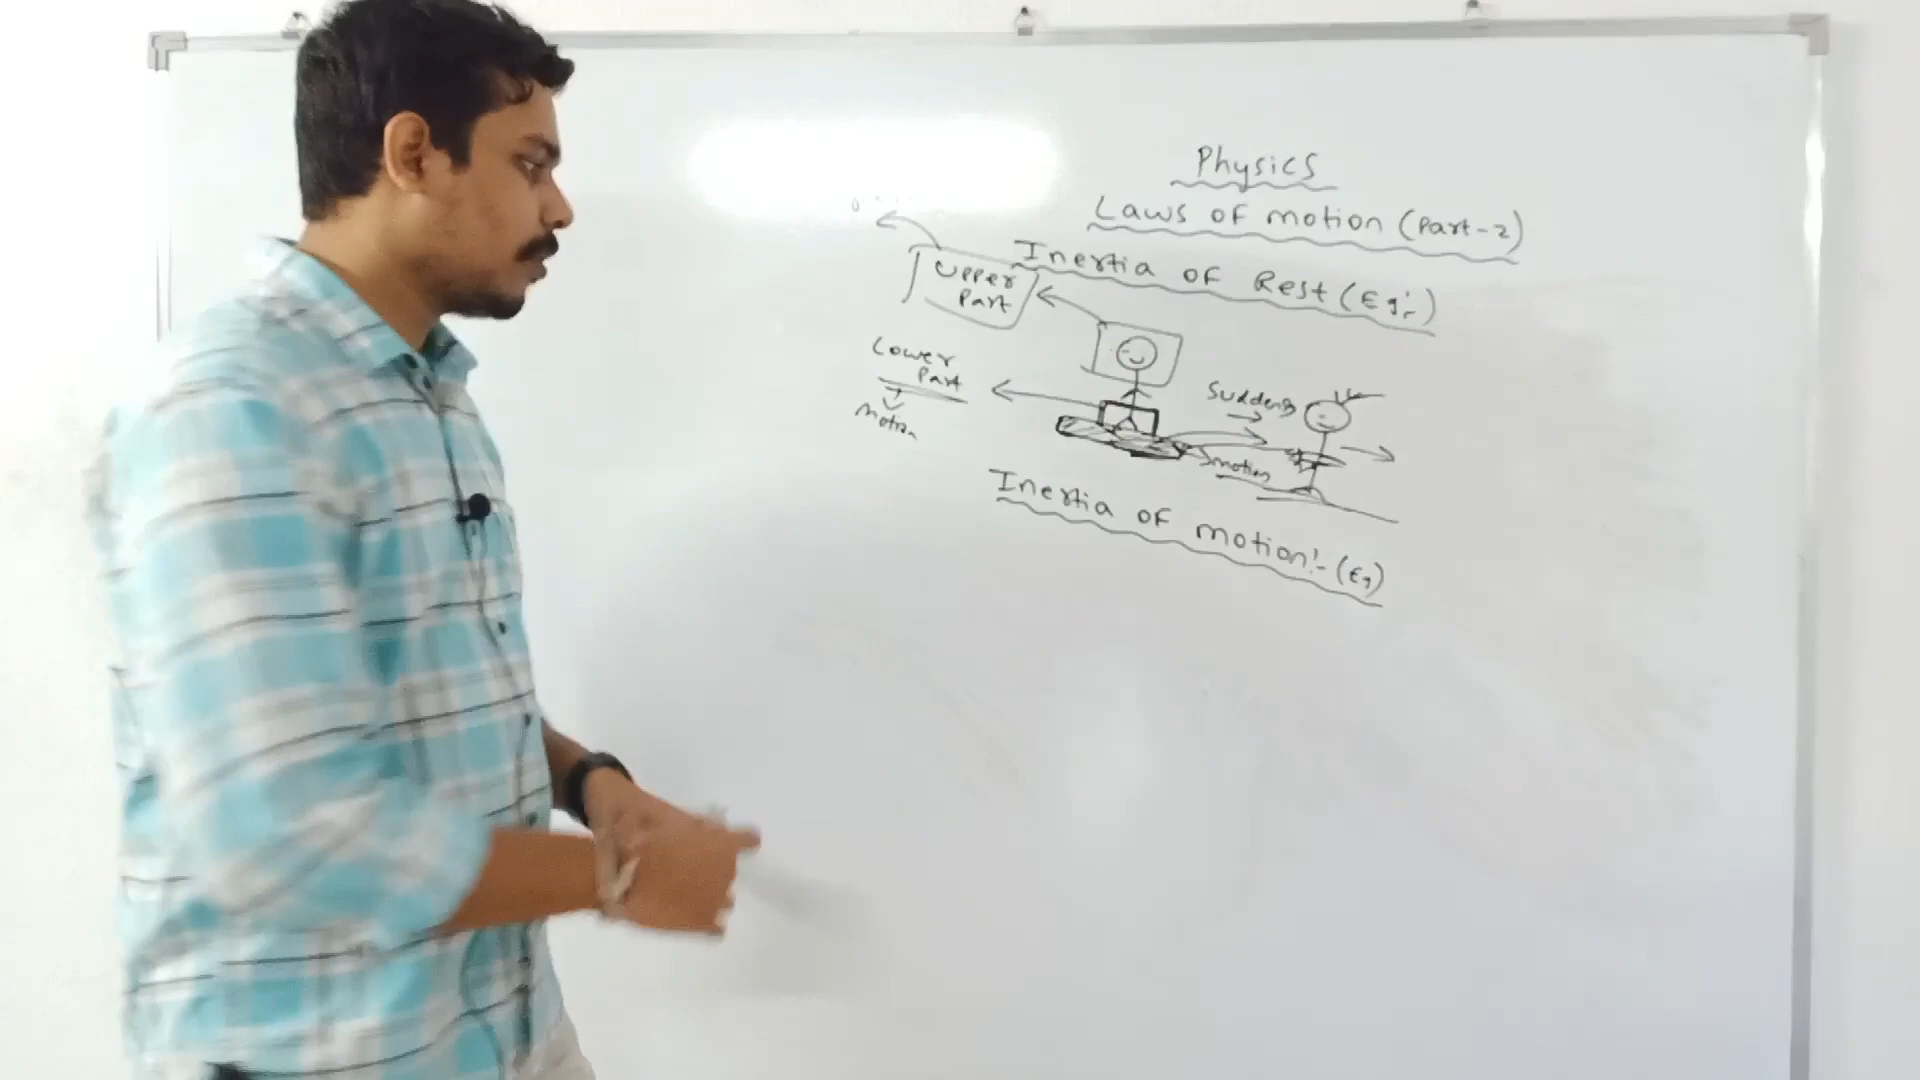 Physics
Laws of motion (Part-2)
Inertia of Rest (Eg:-)
Upper
Part
Lower
Part
motion
Suddenly
motion
Inertia of motion:- (Eg)